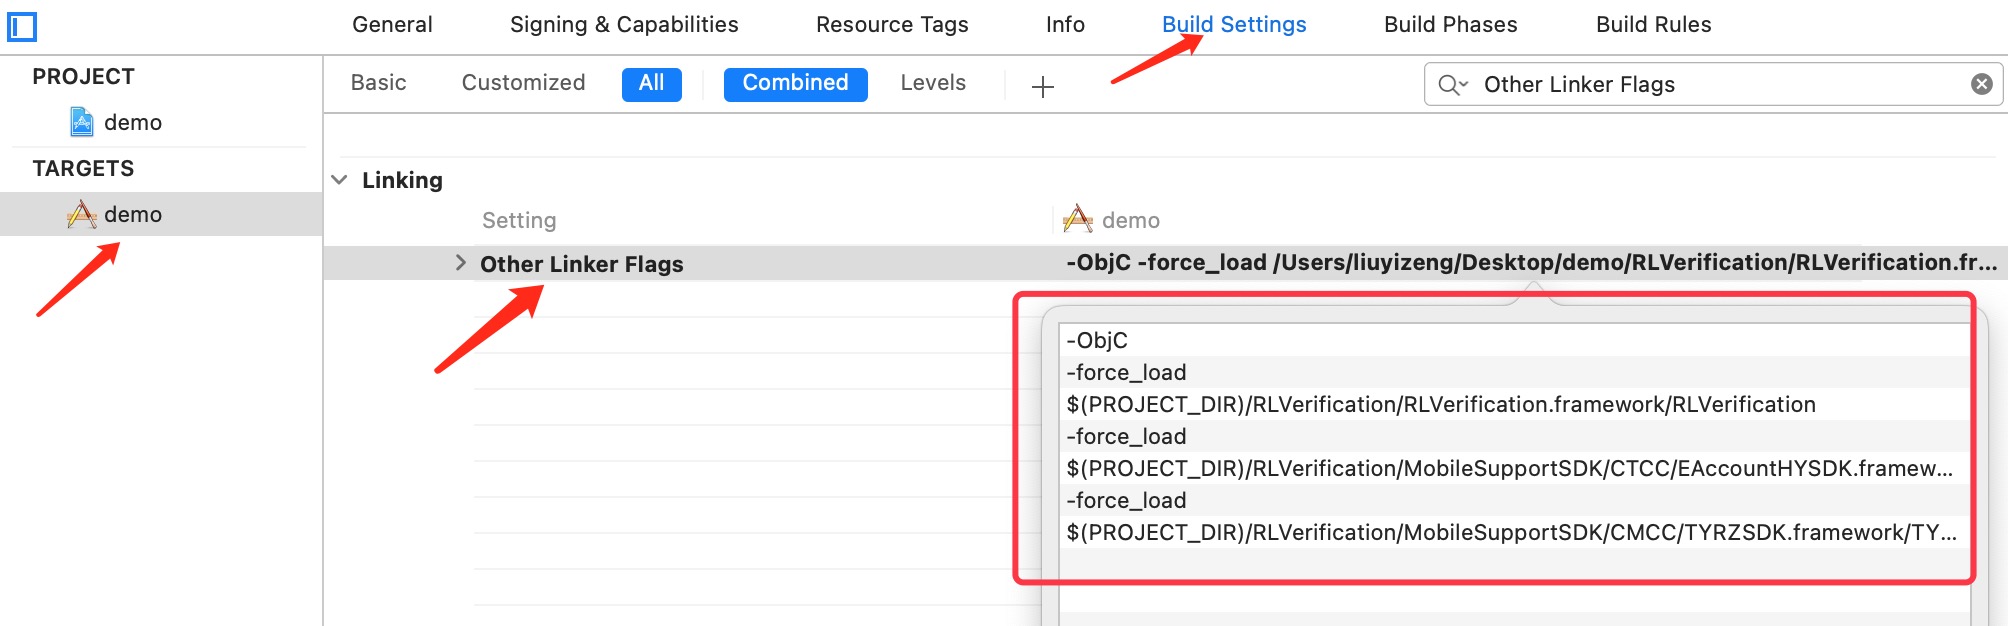 General Signing & Capabilities Resource Tags Info Build Settings Build Phases Build Rules
PROJECT
demo
TARGETS
demo
Basic Customized All Combined Levels + Other Linker Flags
Linking
Setting demo
Other Linker Flags -ObjC -force_load /Users/liuyizeng/Desktop/demo/RLVerification/RLVerification.fr...
-ObjC
-force_load
$(PROJECT_DIR)/RLVerification/RLVerification.framework/RLVerification
-force_load
$(PROJECT_DIR)/RLVerification/MobileSupportSDK/CTCC/EAccountHYSDK.framew...
-force_load
$(PROJECT_DIR)/RLVerification/MobileSupportSDK/CMCC/TYRZSDK.framework/TY...